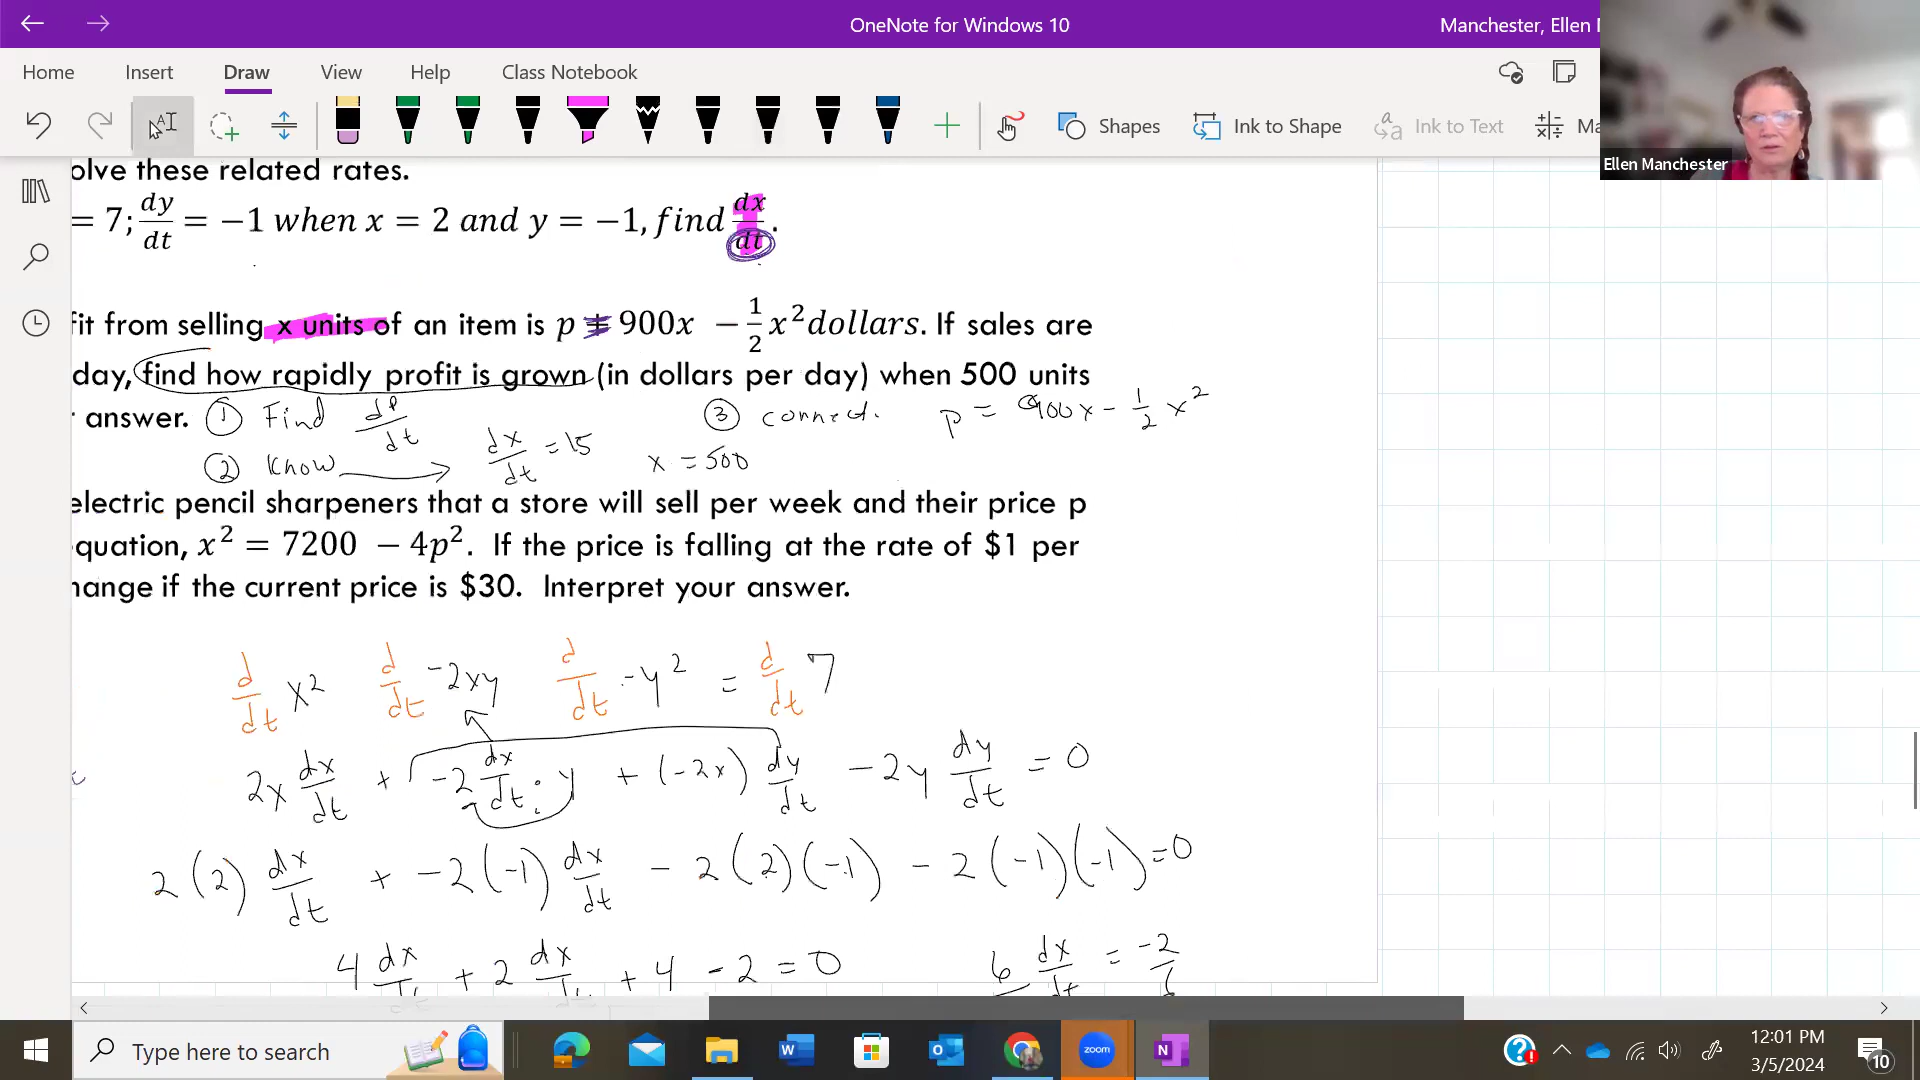 OneNote for Windows 10
Manchester, Ellen
Home Insert Draw View Help Class Notebook
Shapes Ink to Shape Ink to Text Ma
Ellen Manchester
olve these related rates.
= 7; dy/dt = −1 when x = 2 and y = −1, find dx/dt.
fit from selling x units of an item is p = 900x − 1/2 x² dollars. If sales are
day, find how rapidly profit is grown (in dollars per day) when 500 units
r answer. ① Find dP/dt ③ connect. p = 900x − 1/2 x²
② Know → dx/dt = 15 x = 500
electric pencil sharpeners that a store will sell per week and their price p
equation, x² = 7200 − 4p². If the price is falling at the rate of $1 per
hange if the current price is $30. Interpret your answer.
d/dt x² d/dt −2xy d/dt −y² = d/dt 7
2x dx/dt + −2 dx/dt · y + (−2x) dy/dt − 2y dy/dt = 0
2(2) dx/dt + −2(−1) dx/dt − 2(2)(−1) − 2(−1)(−1) = 0
4 dx/dt + 2 dx/dt + 4 − 2 = 0 6 dx/dt = −2/6
Type here to search
zoom
12:01 PM
3/5/2024
10